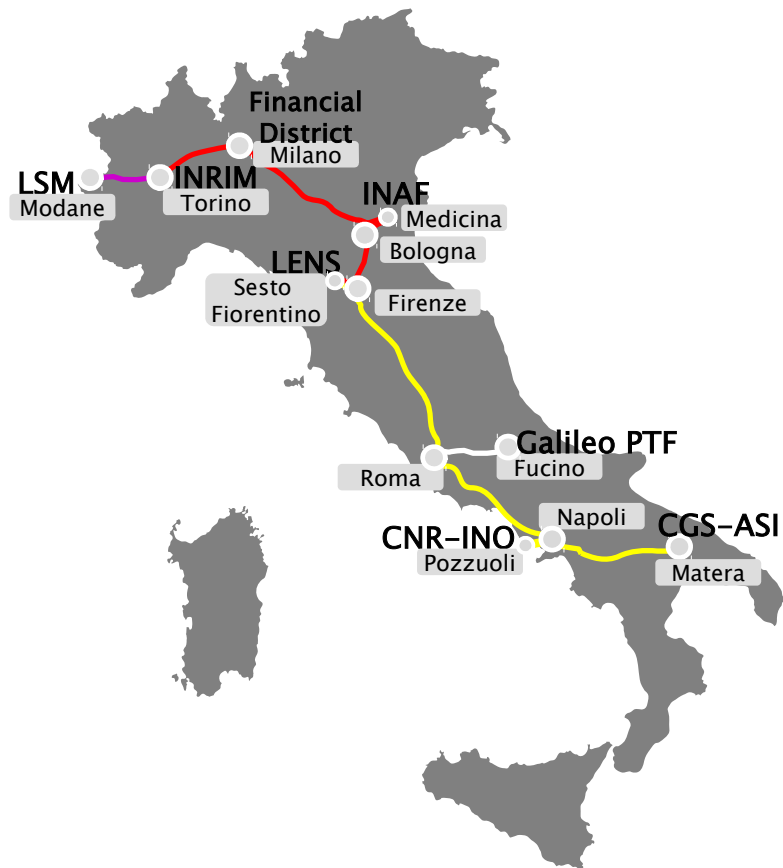 Financial
District
Milano
LSM
Modane
INRIM
Torino
INAF
Medicina
Bologna
LENS
Sesto
Fiorentino
Firenze
Galileo PTF
Fucino
Roma
Napoli
CNR-INO
Pozzuoli
CGS-ASI
Matera